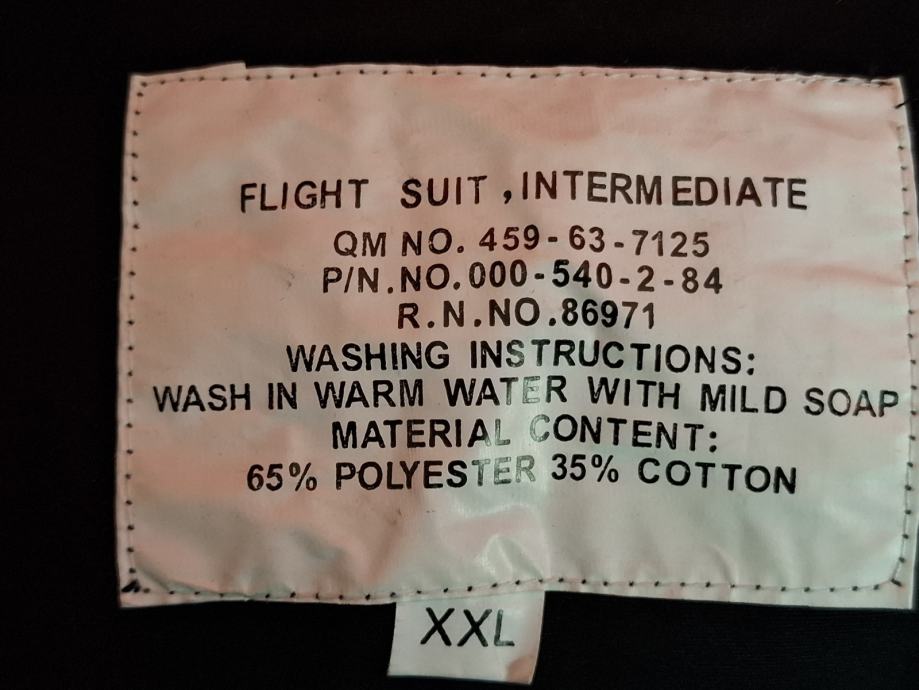 FLIGHT SUIT ,INTERMEDIATE
QM NO. 459-63-7125
P/N.NO.000-540-2-84
R.N.NO.86971
WASHING INSTRUCTIONS:
WASH IN WARM WATER WITH MILD SOAP
MATERIAL CONTENT:
65% POLYESTER 35% COTTON
XXL